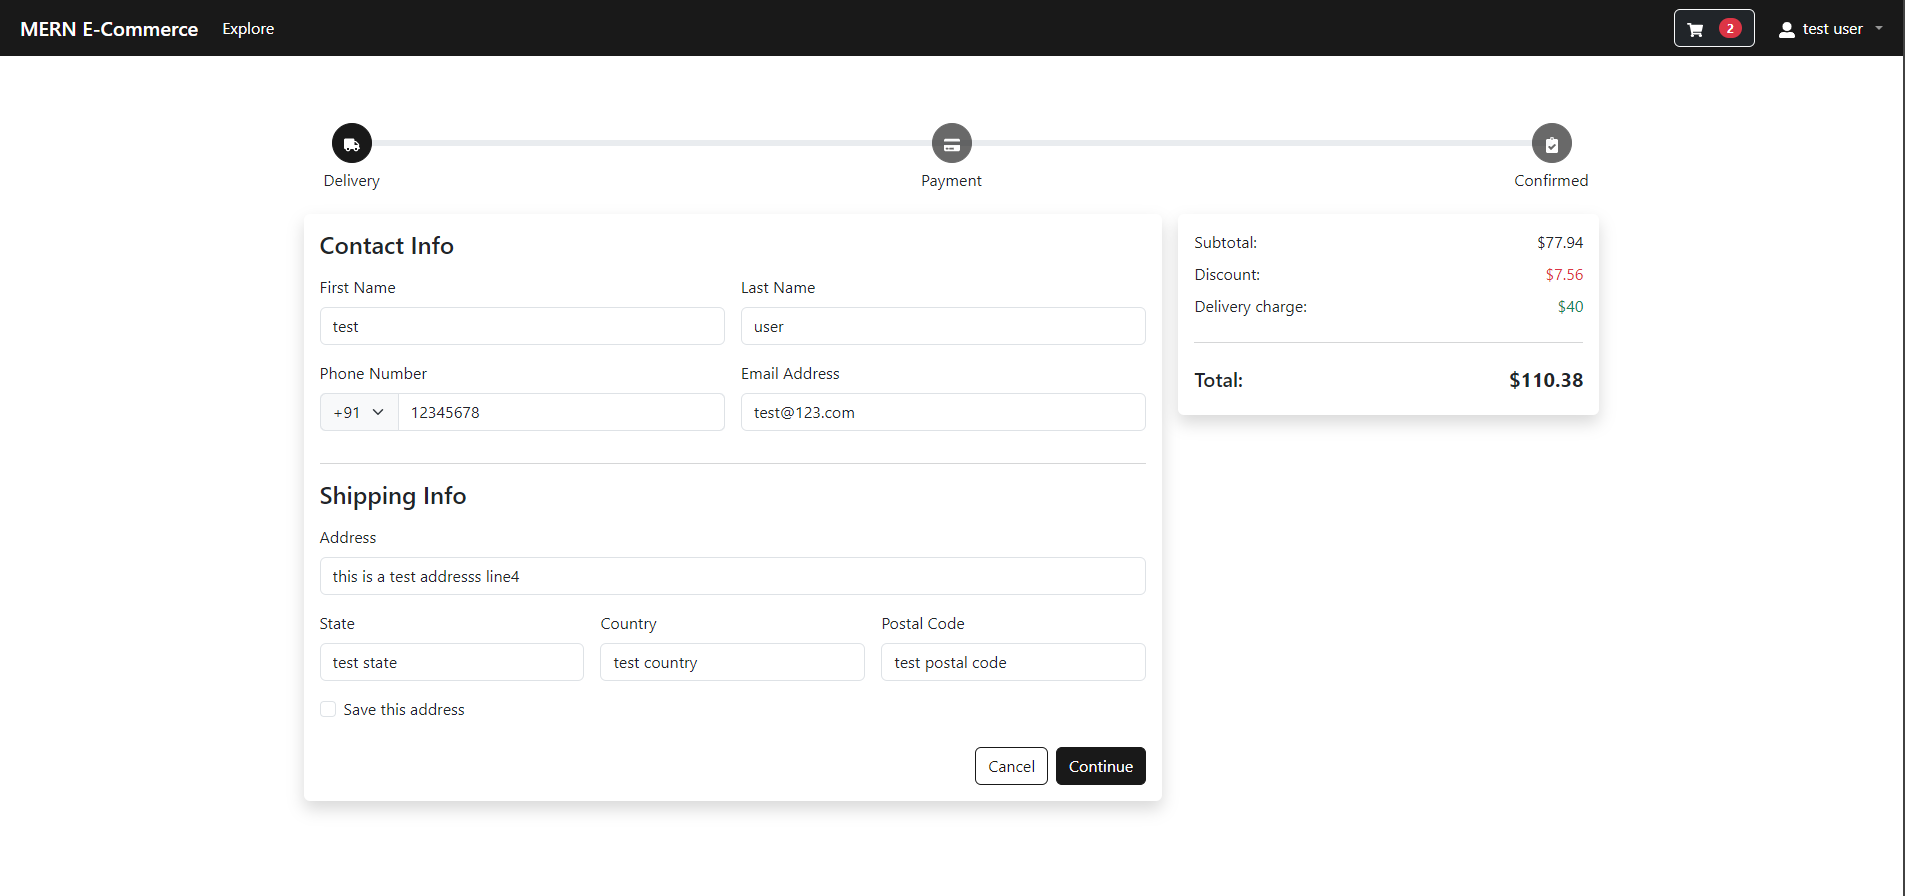 MERN E-Commerce Explore 2 test user
Delivery Payment Confirmed
Contact Info
First Name Last Name
test user
Phone Number Email Address
+91 12345678 test@123.com
Shipping Info
Address
this is a test addresss line4
State Country Postal Code
test state test country test postal code
Save this address
Cancel Continue
Subtotal: $77.94
Discount: $7.56
Delivery charge: $40
Total: $110.38